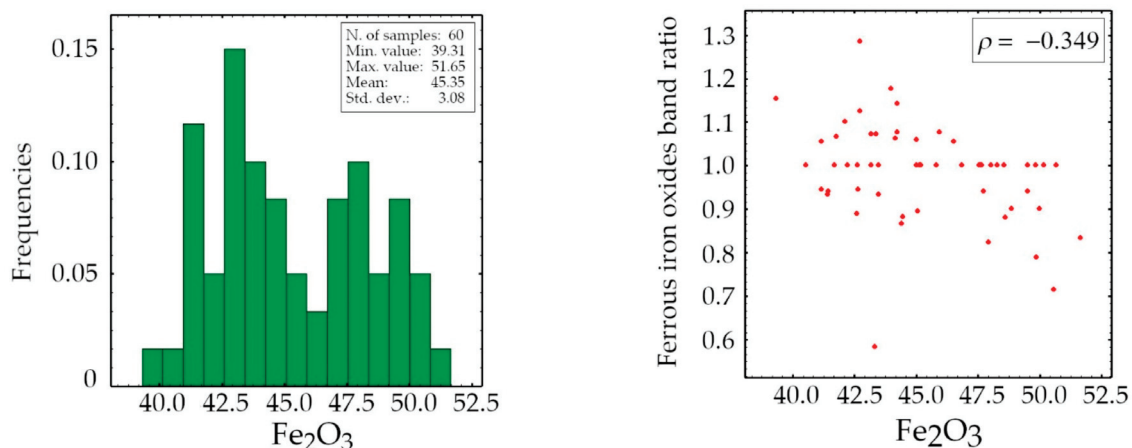 Frequencies
0.15
0.10
0.05
0
N. of samples: 60
Min. value: 39.31
Max. value: 51.65
Mean: 45.35
Std. dev.: 3.08
40.0 42.5 45.0 47.5 50.0 52.5
Fe₂O₃
Ferrous iron oxides band ratio
1.3
1.2
1.1
1.0
0.9
0.8
0.7
0.6
ρ = −0.349
40.0 42.5 45.0 47.5 50.0 52.5
Fe₂O₃